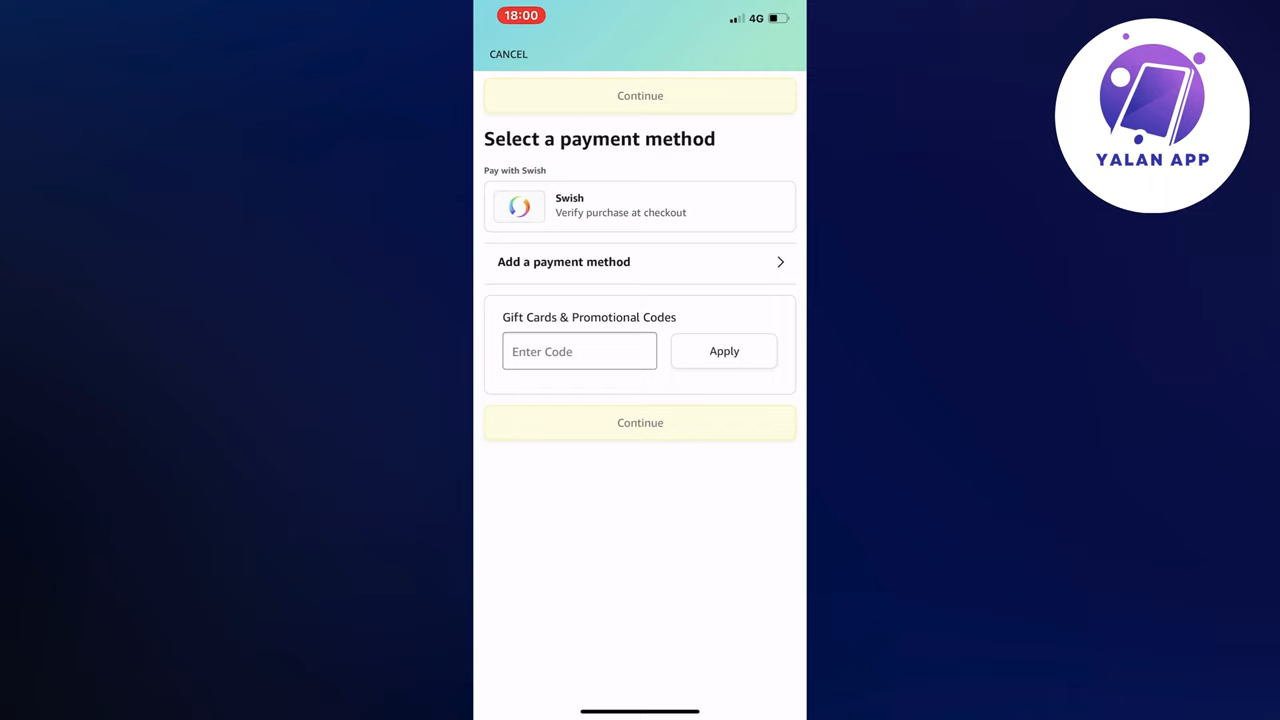 18:00
4G
CANCEL
Continue
Select a payment method
Pay with Swish
Swish
Verify purchase at checkout
Add a payment method
Gift Cards & Promotional Codes
Enter Code
Apply
Continue
YALAN APP